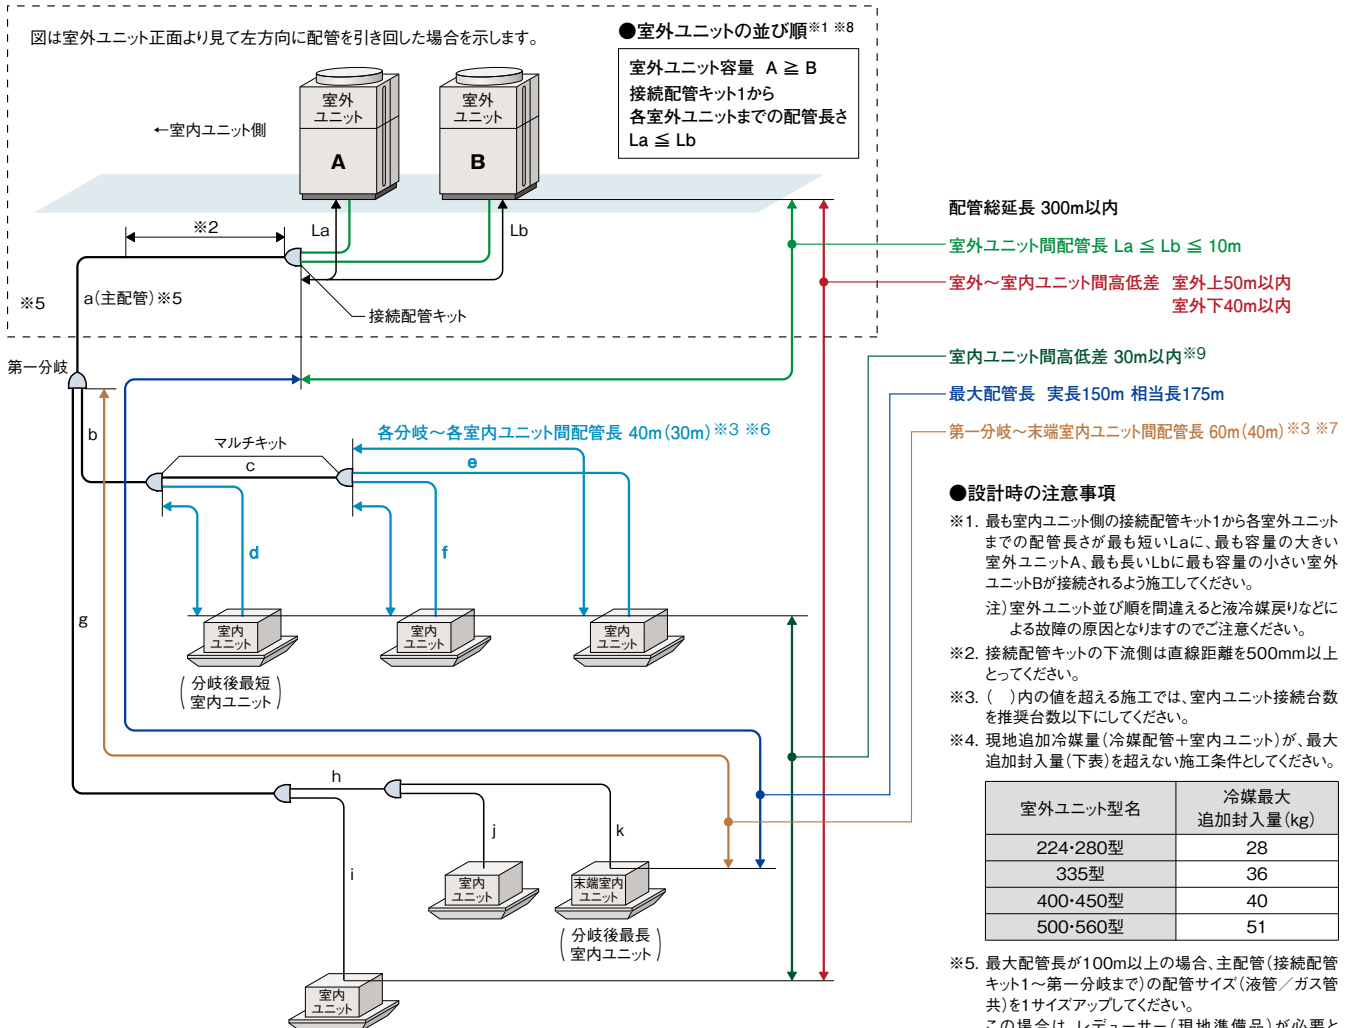 図は室外ユニット正面より見て左方向に配管を引き回した場合を示します。
●室外ユニットの並び順※1 ※8
室外ユニット容量 A ≧ B
接続配管キット1から
各室外ユニットまでの配管長さ
La ≦ Lb
室外
ユニット
A
室外
ユニット
B
←室内ユニット側
※2
La
Lb
※5
a(主配管)※5
接続配管キット
第一分岐
配管総延長 300m以内
室外ユニット間配管長 La ≦ Lb ≦ 10m
室外〜室内ユニット間高低差 室外上50m以内
室外下40m以内
室内ユニット間高低差 30m以内※9
最大配管長 実長150m 相当長175m
第一分岐〜末端室内ユニット間配管長 60m(40m)※3 ※7
b
マルチキット
c
各分岐〜各室内ユニット間配管長 40m(30m)※3 ※6
e
d
f
g
室内
ユニット
室内
ユニット
室内
ユニット
(分岐後最短
室内ユニット)
h
i
j
k
室内
ユニット
末端室内
ユニット
(分岐後最長
室内ユニット)
室内
ユニット
●設計時の注意事項
※1. 最も室内ユニット側の接続配管キット1から各室外ユニット
までの配管長さが最も短いLaに、最も容量の大きい
室外ユニットA、最も長いLbに最も容量の小さい室外
ユニットBが接続されるよう施工してください。
注)室外ユニット並び順を間違えると液冷媒戻りなどに
よる故障の原因となりますのでご注意ください。
※2. 接続配管キットの下流側は直線距離を500mm以上
とってください。
※3. ( )内の値を超える施工では、室内ユニット接続台数
を推奨台数以下にしてください。
※4. 現地追加冷媒量(冷媒配管+室内ユニット)が、最大
追加封入量(下表)を超えない施工条件としてください。
室外ユニット型名 冷媒最大
追加封入量(kg)
224・280型 28
335型 36
400・450型 40
500・560型 51
※5. 最大配管長が100m以上の場合、主配管(接続配管
キット1〜第一分岐まで)の配管サイズ(液管/ガス管
共)を1サイズアップしてください。
この場合は、レデューサー(現地準備品)が必要と